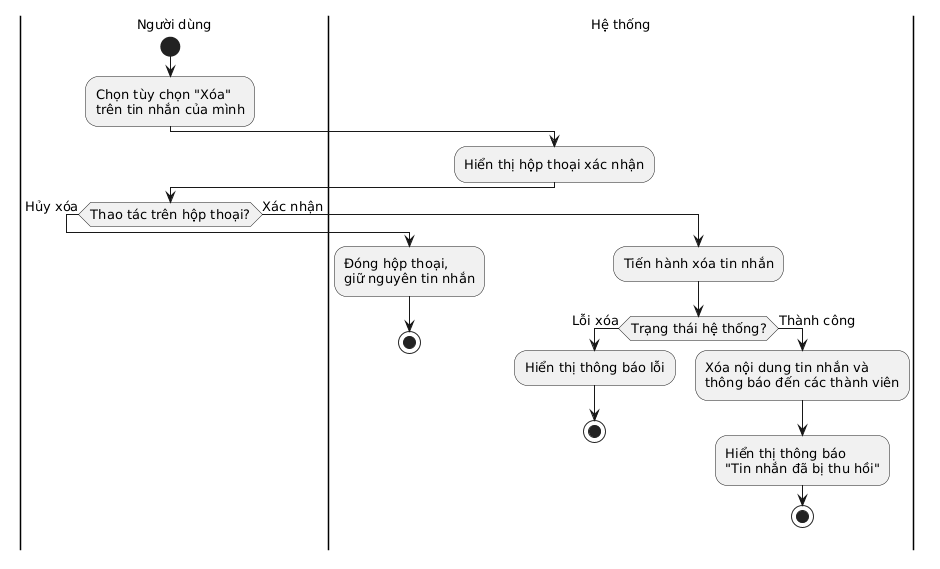 Người dùng
Hệ thống
Chọn tùy chọn "Xóa"
trên tin nhắn của mình
Hiển thị hộp thoại xác nhận
Hủy xóa
Thao tác trên hộp thoại?
Xác nhận
Đóng hộp thoại,
giữ nguyên tin nhắn
Tiến hành xóa tin nhắn
Lỗi xóa
Trạng thái hệ thống?
Thành công
Hiển thị thông báo lỗi
Xóa nội dung tin nhắn và
thông báo đến các thành viên
Hiển thị thông báo
"Tin nhắn đã bị thu hồi"